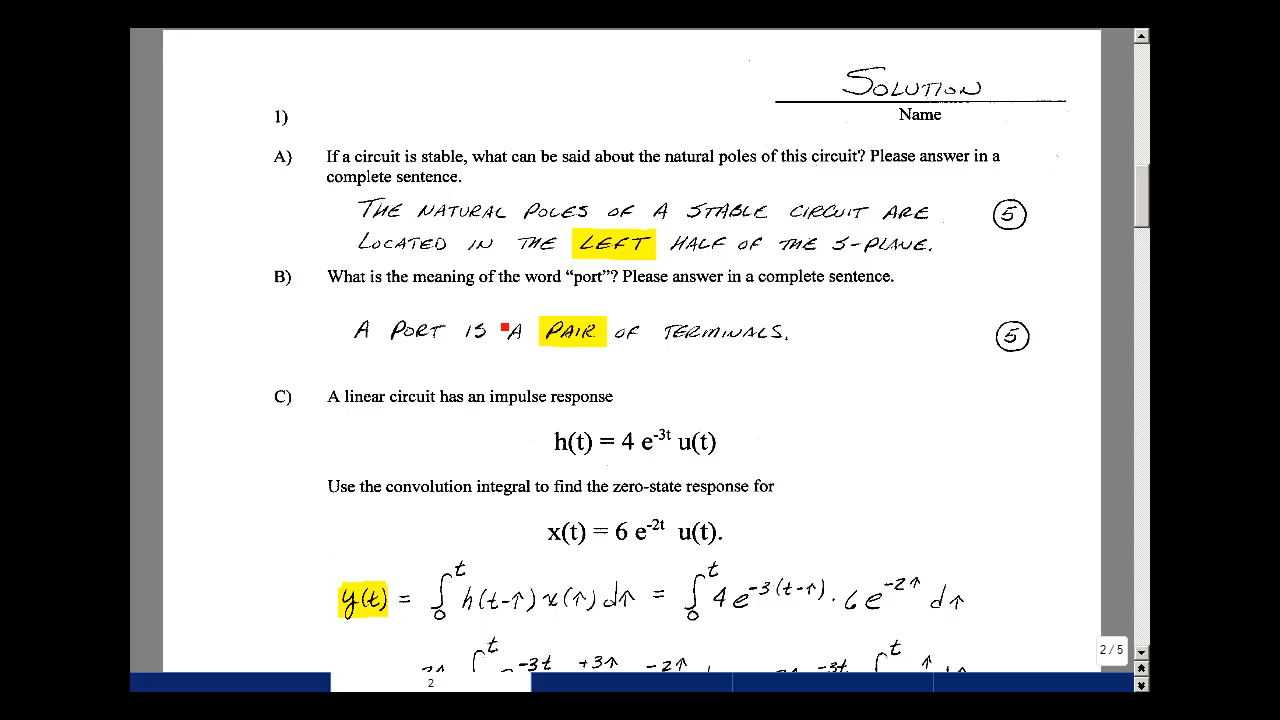 SOLUTION
Name
1)
A) If a circuit is stable, what can be said about the natural poles of this circuit? Please answer in a
complete sentence.
THE NATURAL POLES OF A STABLE CIRCUIT ARE
LOCATED IN THE LEFT HALF OF THE S-PLANE.
5
B) What is the meaning of the word “port”? Please answer in a complete sentence.
A PORT IS A PAIR OF TERMINALS.
5
C) A linear circuit has an impulse response
h(t) = 4 e^-3t u(t)
Use the convolution integral to find the zero-state response for
x(t) = 6 e^-2t u(t).
y(t) = ∫₀ᵗ h(t-↑) x(↑) d↑ = ∫₀ᵗ 4 e^-3(t-↑) · 6 e^-2↑ d↑
2 / 5
2